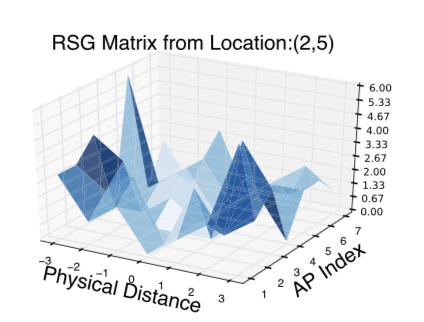 RSG Matrix from Location:(2,5)
6.00
5.33
4.67
4.00
3.33
2.67
2.00
1.33
0.67
0.00
−3 −2 −1 0 1 2 3
Physical Distance
1 2 3 4 5 6 7
AP Index